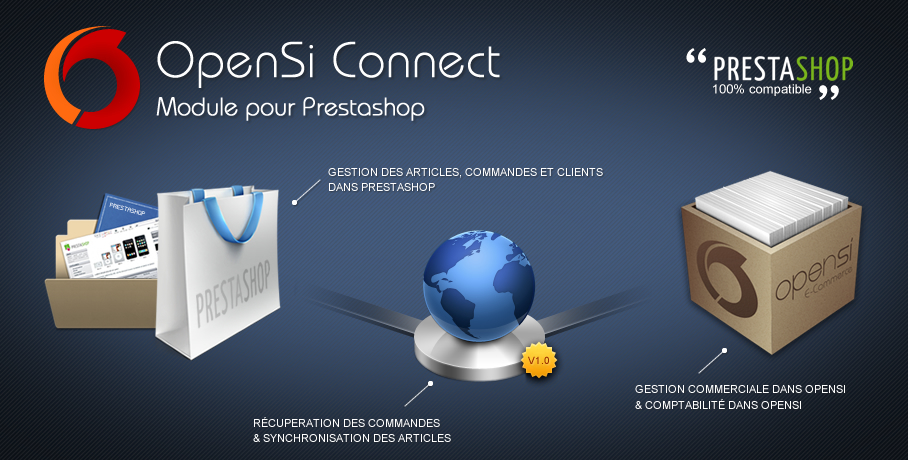 OpenSi Connect
Module pour Prestashop
“ PRESTASHOP
100% compatible ”
GESTION DES ARTICLES, COMMANDES ET CLIENTS
DANS PRESTASHOP
PRESTASHOP
PRESTASHOP
PRESTASHOP
opensi
E-Commerce
V1.0
GESTION COMMERCIALE DANS OPENSI
& COMPTABILITÉ DANS OPENSI
RÉCUPERATION DES COMMANDES
& SYNCHRONISATION DES ARTICLES